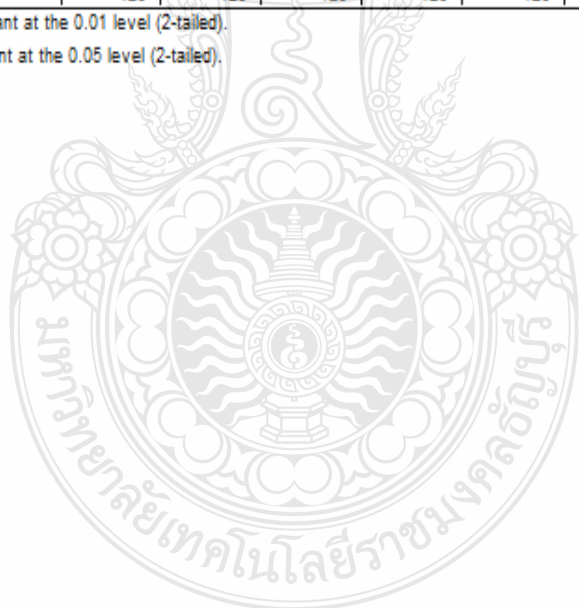 ant at the 0.01 level (2-tailed).
nt at the 0.05 level (2-tailed).
มหาวิทยาลัยเทคโนโลยีราชมงคลธัญบุรี